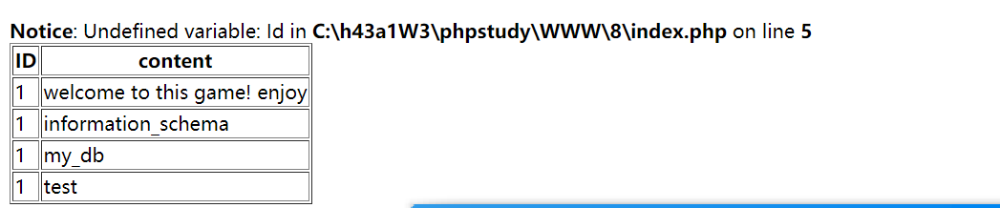 Notice: Undefined variable: Id in C:\h43a1W3\phpstudy\WWW\8\index.php on line 5
ID content
1 welcome to this game! enjoy
1 information_schema
1 my_db
1 test